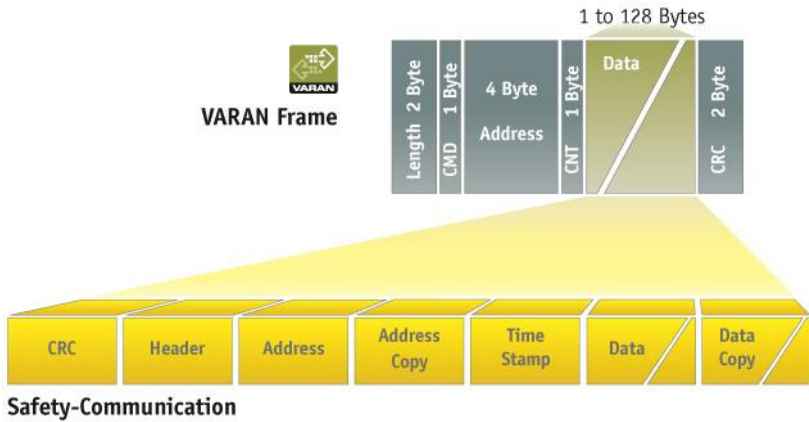 1 to 128 Bytes
VARAN
VARAN Frame
Length 2 Byte
CMD 1 Byte
4 Byte
Address
CNT 1 Byte
Data
CRC 2 Byte
CRC
Header
Address
Address
Copy
Time
Stamp
Data
Data
Copy
Safety-Communication